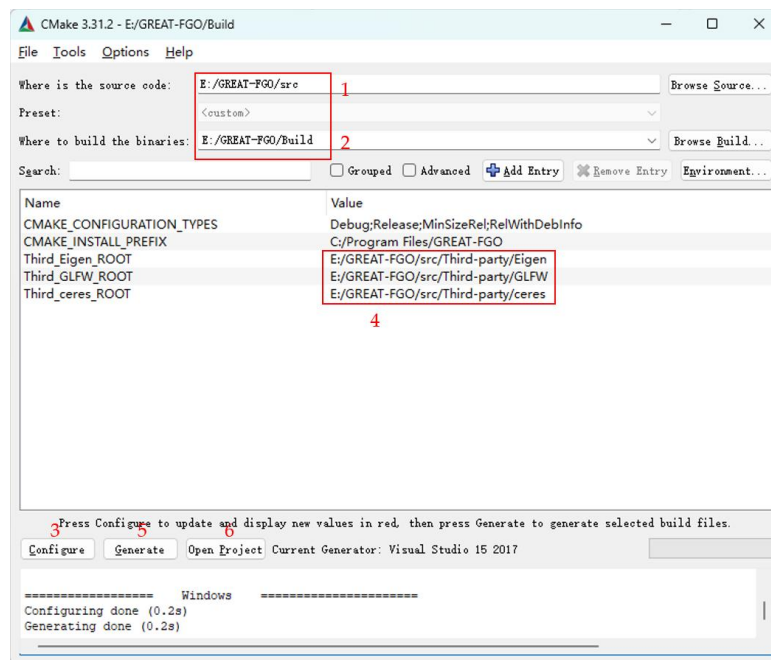 CMake 3.31.2 - E:/GREAT-FGO/Build
File Tools Options Help
Where is the source code: E:/GREAT-FGO/src 1 Browse Source...
Preset: <custom>
Where to build the binaries: E:/GREAT-FGO/Build 2 Browse Build...
Search: Grouped Advanced Add Entry Remove Entry Environment...
Name Value
CMAKE_CONFIGURATION_TYPES Debug;Release;MinSizeRel;RelWithDebInfo
CMAKE_INSTALL_PREFIX C:/Program Files/GREAT-FGO
Third_Eigen_ROOT E:/GREAT-FGO/src/Third-party/Eigen
Third_GLFW_ROOT E:/GREAT-FGO/src/Third-party/GLFW
Third_ceres_ROOT E:/GREAT-FGO/src/Third-party/ceres
4
Press Configure to update and display new values in red, then press Generate to generate selected build files.
3 5 6
Configure Generate Open Project Current Generator: Visual Studio 15 2017
================== Windows ======================
Configuring done (0.2s)
Generating done (0.2s)